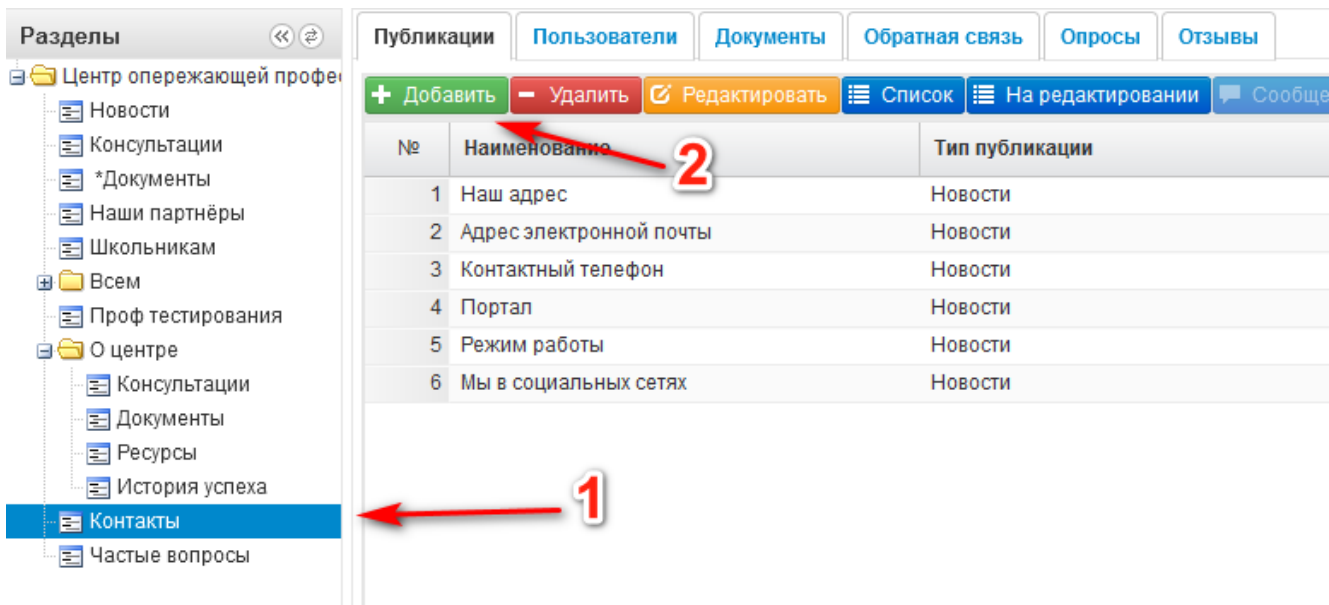 Разделы
Центр опережающей профе
Новости
Консультации
*Документы
Наши партнёры
Школьникам
Всем
Проф тестирования
О центре
Консультации
Документы
Ресурсы
История успеха
Контакты
Частые вопросы
Публикации Пользователи Документы Обратная связь Опросы Отзывы
Добавить Удалить Редактировать Список На редактировании Сообще
№ Наименование Тип публикации
1 Наш адрес Новости
2 Адрес электронной почты Новости
3 Контактный телефон Новости
4 Портал Новости
5 Режим работы Новости
6 Мы в социальных сетях Новости
2
1